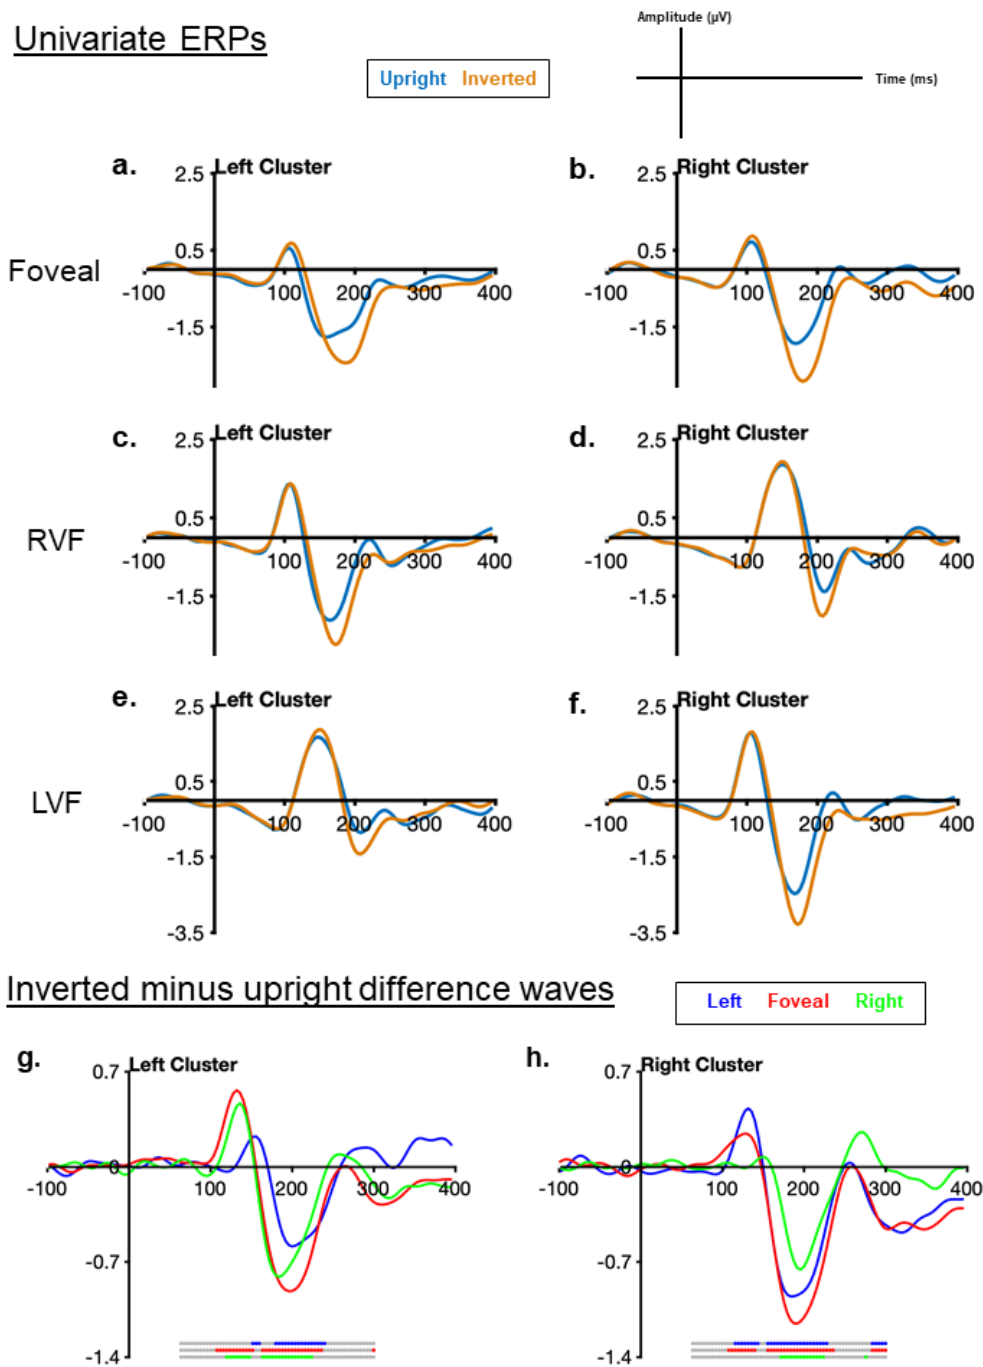 Univariate ERPs
Amplitude (μV)
Time (ms)
Upright Inverted
a. Left Cluster
2.5
0.5
-1.5
-100 100 200 300 400
b. Right Cluster
2.5
0.5
-1.5
-100 100 200 300 400
Foveal
c. Left Cluster
2.5
0.5
-1.5
-100 100 200 300 400
d. Right Cluster
2.5
0.5
-1.5
-100 100 200 300 400
RVF
e. Left Cluster
2.5
0.5
-1.5
-3.5
-100 100 200 300 400
f. Right Cluster
2.5
0.5
-1.5
-3.5
-100 100 200 300 400
LVF
Inverted minus upright difference waves
Left Foveal Right
g. Left Cluster
0.7
0
-0.7
-1.4
-100 100 200 300 400
h. Right Cluster
0.7
0
-0.7
-1.4
-100 100 200 300 400